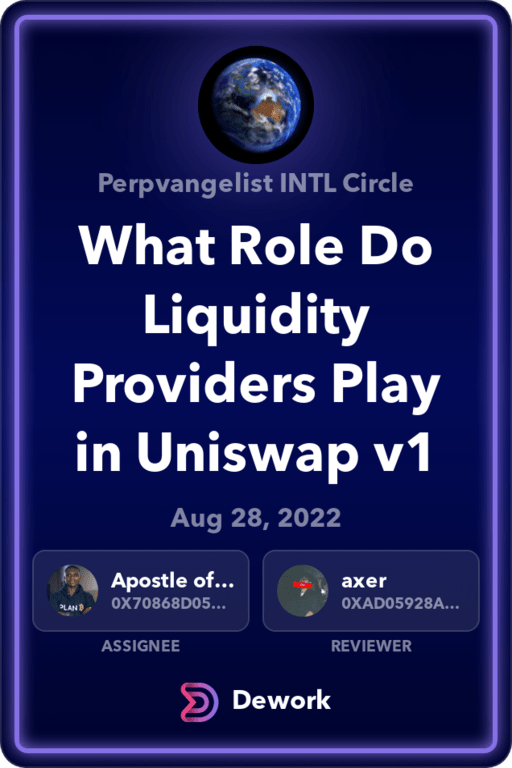 Perpvangelist INTL Circle
What Role Do
Liquidity
Providers Play
in Uniswap v1
Aug 28, 2022
Apostle of...
0X70868D05...
axer
0XAD05928A...
ASSIGNEE
REVIEWER
Dework
PLAN